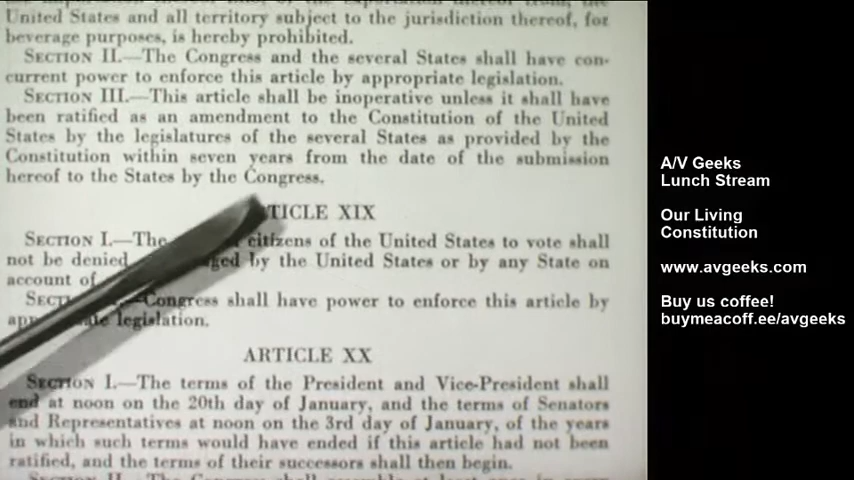 United States and all territory subject to the jurisdiction thereof, for
beverage purposes, is hereby prohibited.
SECTION II.—The Congress and the several States shall have con-
current power to enforce this article by appropriate legislation.
SECTION III.—This article shall be inoperative unless it shall have
been ratified as an amendment to the Constitution of the United
States by the legislatures of the several States as provided by the
Constitution within seven years from the date of the submission
hereof to the States by the Congress.
TICLE XIX
SECTION I.—The citizens of the United States to vote shall
not be denied ged by the United States or by any State on
account of
Congress shall have power to enforce this article by
legislation.
ARTICLE XX
SECTION I.—The terms of the President and Vice-President shall
end at noon on the 20th day of January, and the terms of Senators
and Representatives at noon on the 3rd day of January, of the years
in which such terms would have ended if this article had not been
ratified, and the terms of their successors shall then begin.
A/V Geeks
Lunch Stream
Our Living
Constitution
www.avgeeks.com
Buy us coffee!
buymeacoff.ee/avgeeks